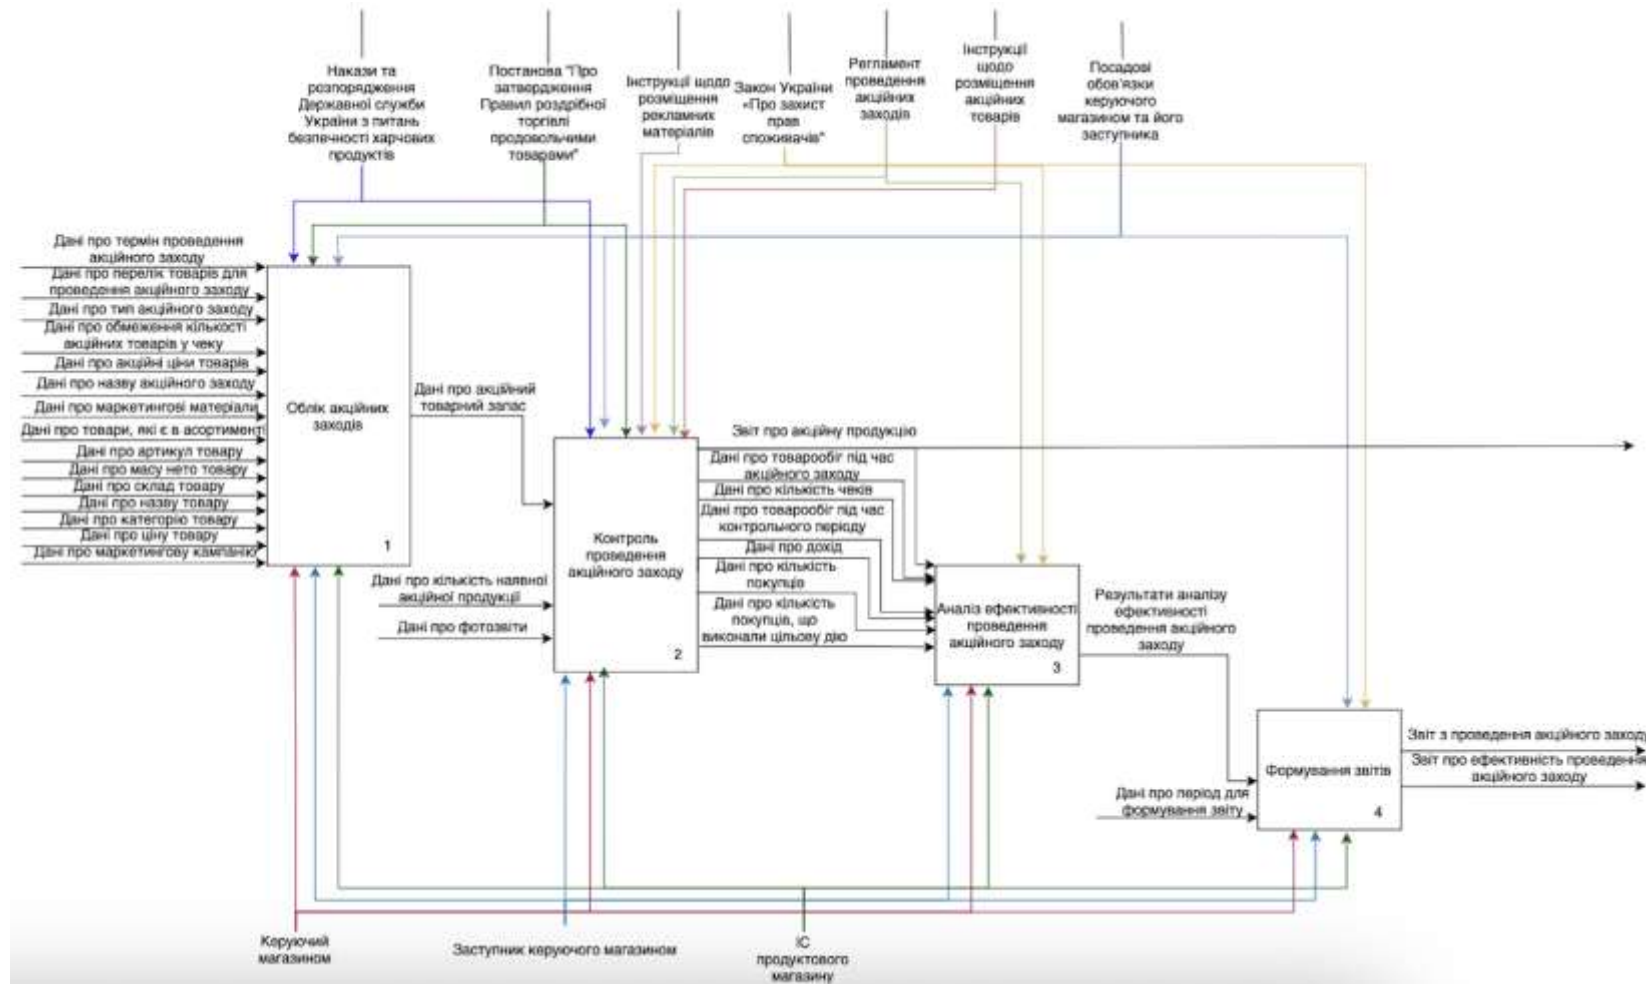 Накази та
розпорядження
Державної служби
України з питань
безпечності харчових
продуктів
Постанова "Про
затвердження
Правил роздрібної
торгівлі
продовольчими
товарами"
Інструкції щодо
розміщення
рекламних
матеріалів
Закон України
«Про захист
прав
споживачів"
Регламент
проведення
акційних
заходів
Інструкції
щодо
розміщення
акційних
товарів
Посадові
обов'язки
керуючого
магазином та його
заступника
Дані про термін проведення
акційного заходу
Дані про перелік товарів для
проведення акційного заходу
Дані про тип акційного заходу
Дані про обмеження кількості
акційних товарів у чеку
Дані про акційні ціни товарів
Дані про назву акційного заходу
Дані про маркетингові матеріали
Дані про товари, які є в асортименті
Дані про артикул товару
Дані про масу нето товару
Дані про склад товару
Дані про назву товару
Дані про категорію товару
Дані про ціну товару
Дані про маркетингову кампанію
Облік акційних
заходів
1
Дані про акційний
товарний запас
Дані про кількість наявної
акційної продукції
Дані про фотозвіти
Контроль
проведення
акційного заходу
2
Звіт про акційну продукцію
Дані про товарообіг під час
акційного заходу
Дані про кількість чеків
Дані про товарообіг під час
контрольного періоду
Дані про дохід
Дані про кількість
покупців
Дані про кількість
покупців, що
виконали цільову дію
Аналіз ефективності
проведення
акційного заходу
3
Результати аналізу
ефективності
проведення акційного
заходу
Дані про період для
формування звіту
Формування звітів
4
Звіт з проведення акційного заходу
Звіт про ефективність проведення
акційного заходу
Керуючий
магазином
Заступник керуючого магазином
ІС
продуктового
магазину